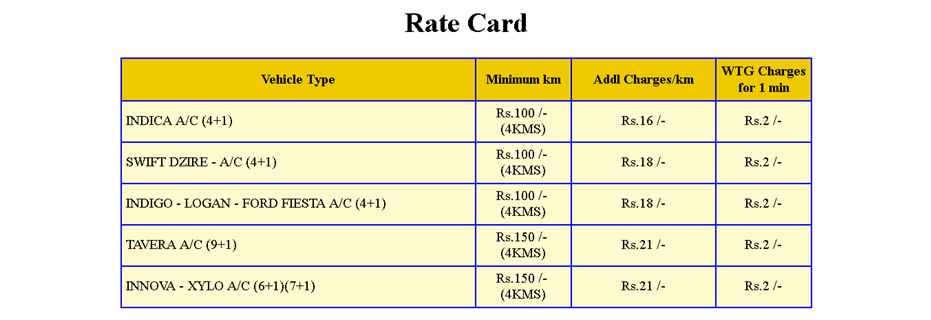 Rate Card
Vehicle Type Minimum km Addl Charges/km WTG Charges
for 1 min
INDICA A/C (4+1) Rs.100 /-
(4KMS) Rs.16 /- Rs.2 /-
SWIFT DZIRE - A/C (4+1) Rs.100 /-
(4KMS) Rs.18 /- Rs.2 /-
INDIGO - LOGAN - FORD FIESTA A/C (4+1) Rs.100 /-
(4KMS) Rs.18 /- Rs.2 /-
TAVERA A/C (9+1) Rs.150 /-
(4KMS) Rs.21 /- Rs.2 /-
INNOVA - XYLO A/C (6+1)(7+1) Rs.150 /-
(4KMS) Rs.21 /- Rs.2 /-